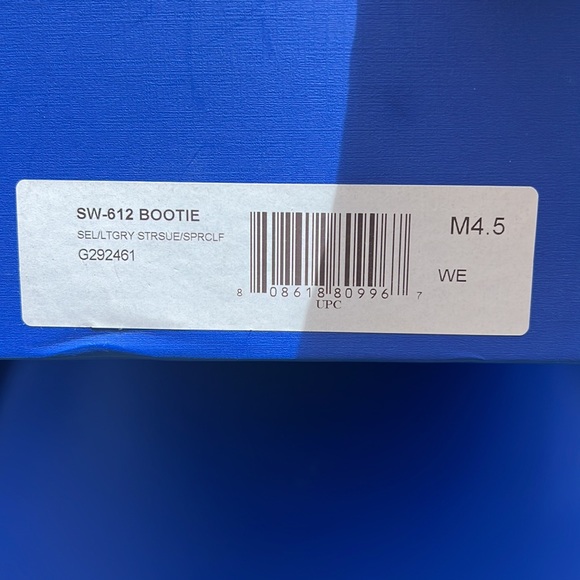 SW-612 BOOTIE
SEL/LTGRY STRSUE/SPRCLF
G292461
8 08618 80996 7
UPC
M4.5
WE